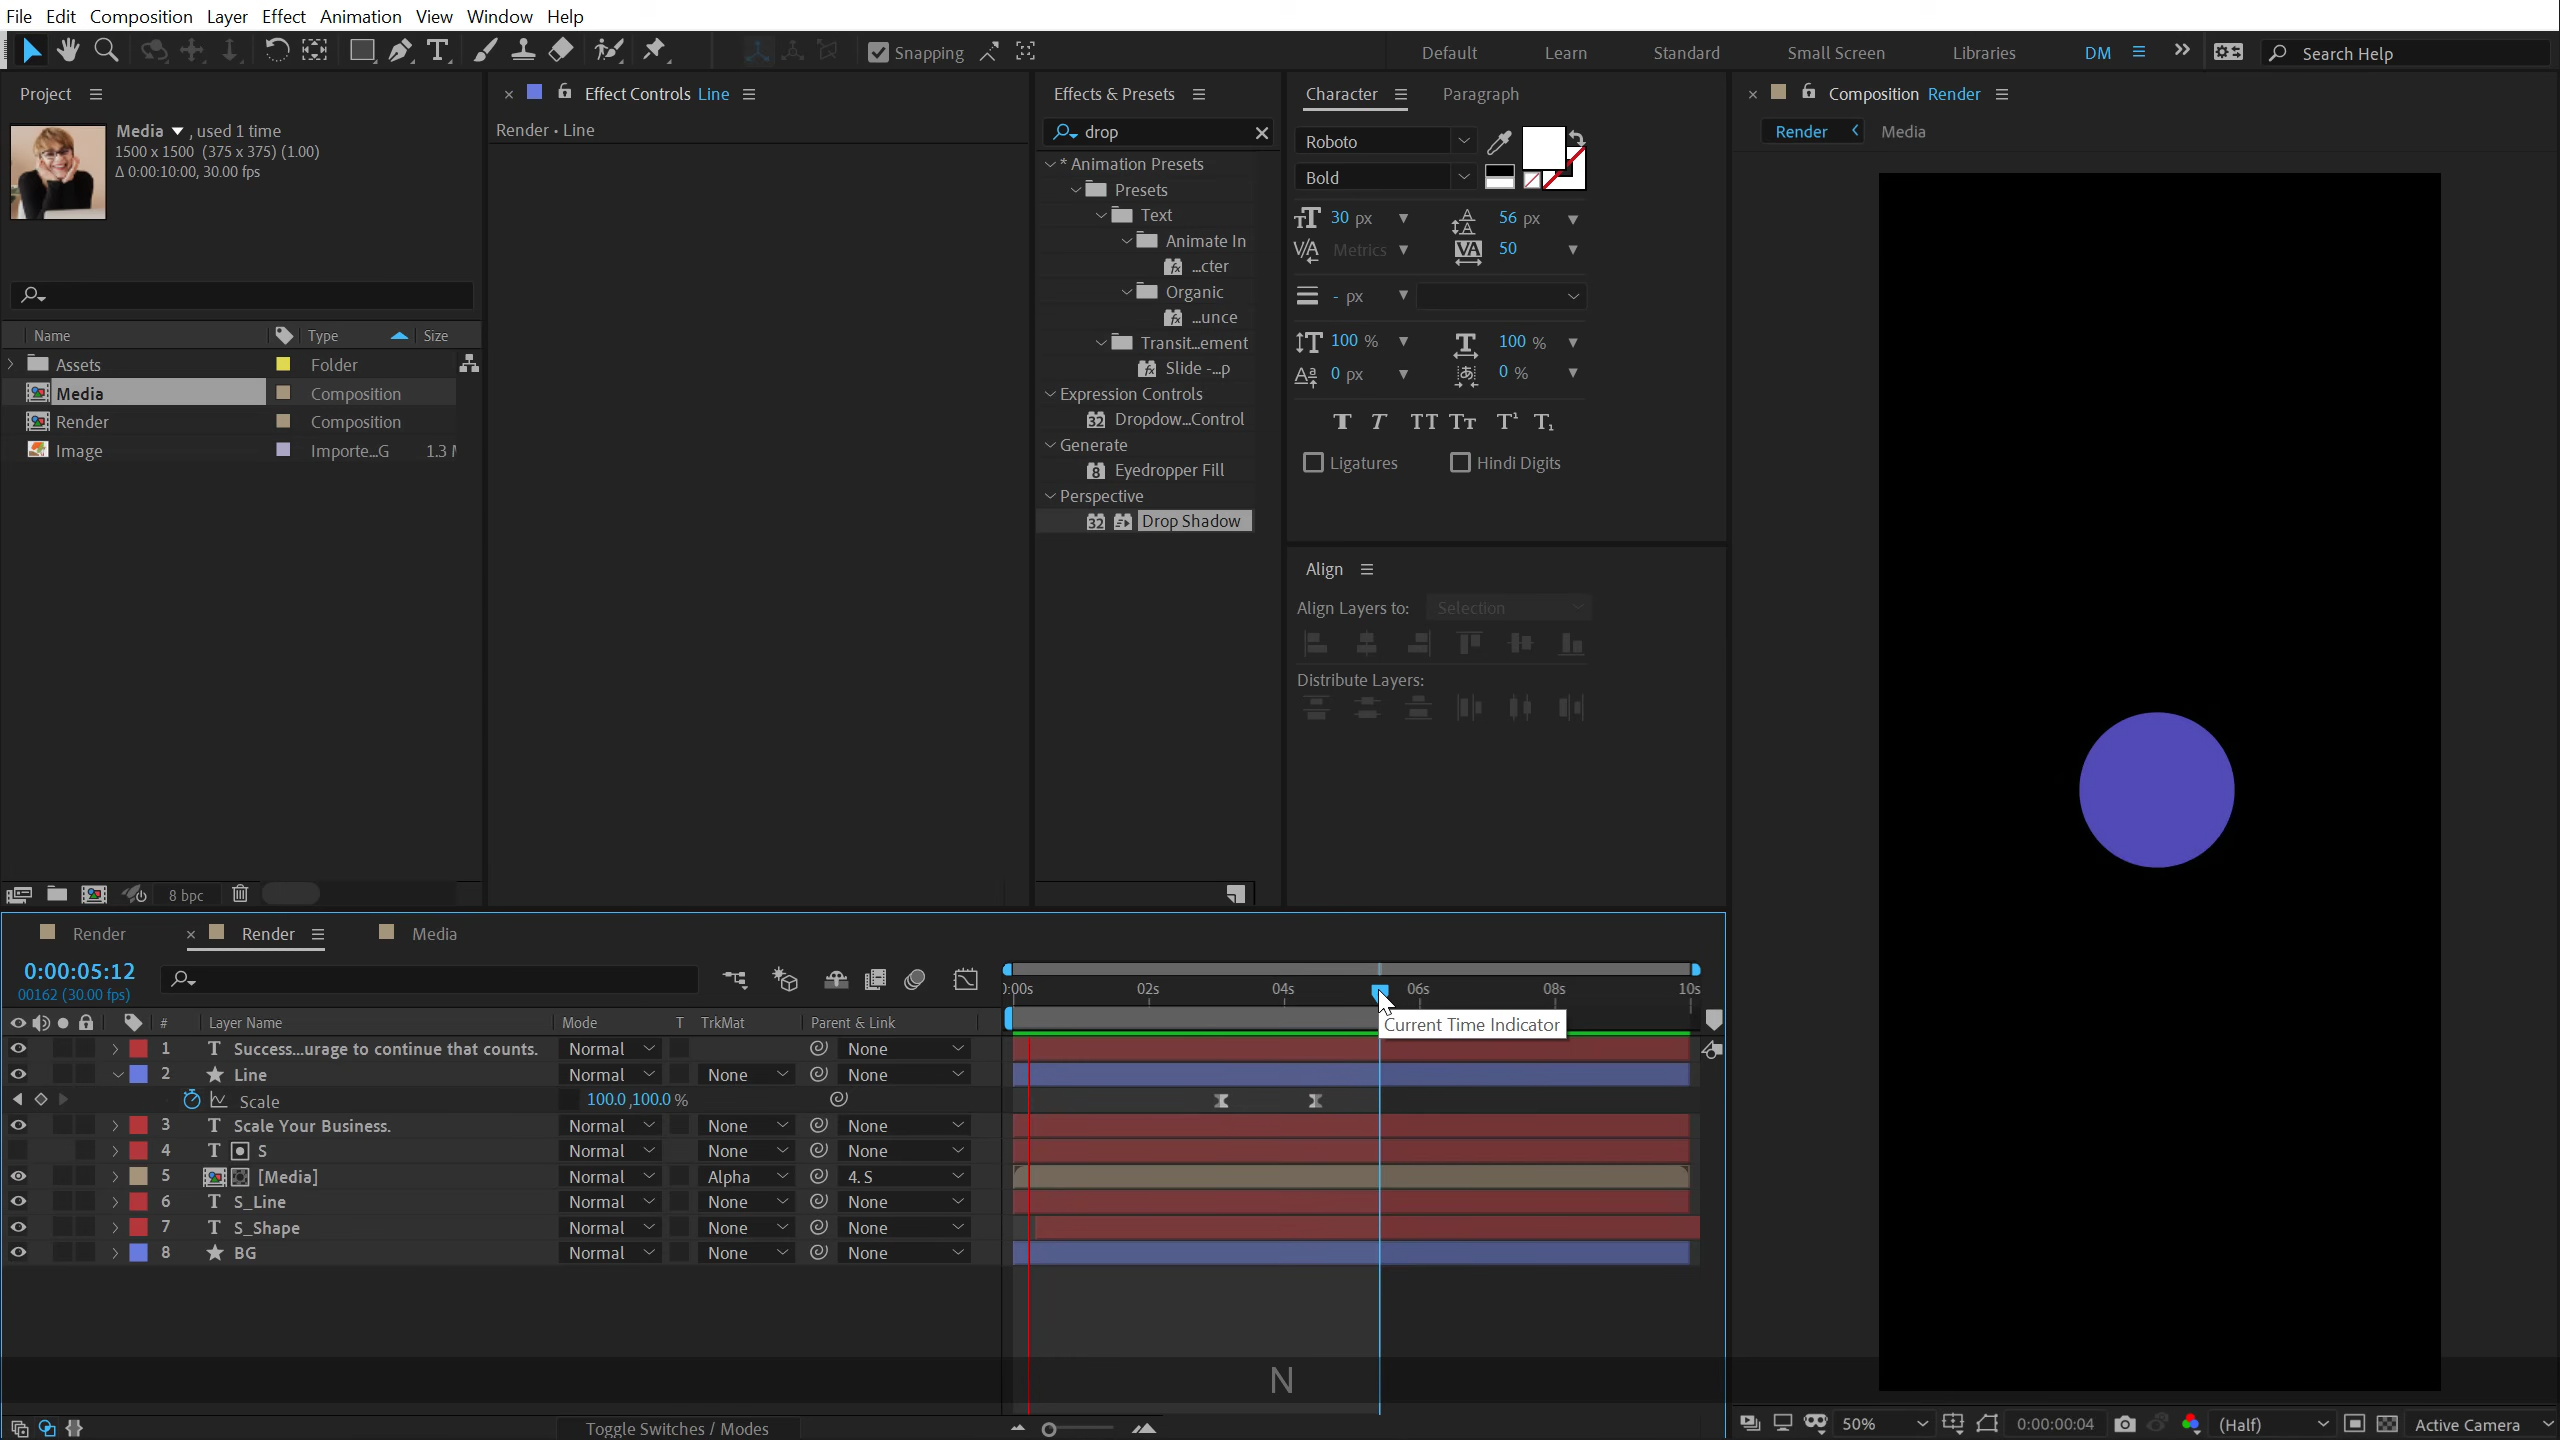 File Edit Composition Layer Effect Animation View Window Help
Snapping
Default Learn Standard Small Screen Libraries DM Search Help
Project
Media , used 1 time
1500 x 1500 (375 x 375) (1.00)
Δ 0:00:10:00, 30.00 fps
Name Type Size
Assets Folder
Media Composition
Render Composition
Image Importe...G 1.3 M
8 bpc
Effect Controls Line
Render • Line
Effects & Presets
drop
* Animation Presets
Presets
Text
Animate In
...cter
Organic
...unce
Transit...ement
Slide -...p
Expression Controls
32 Dropdow...Control
Generate
8 Eyedropper Fill
Perspective
32 Drop Shadow
Character Paragraph
Roboto
Bold
30 px 56 px
Metrics 50
- px
100 % 100 %
0 px 0 %
T T TT Tt T¹ T₁
Ligatures Hindi Digits
Align
Align Layers to: Selection
Distribute Layers:
Composition Render
Render Media
Render Render Media
0:00:05:12
00162 (30.00 fps)
0:00s 02s 04s 06s 08s 10s
Current Time Indicator
# Layer Name Mode T TrkMat Parent & Link
1 T Success...urage to continue that counts. Normal None
2 Line Normal None None
Scale 100.0,100.0 %
3 T Scale Your Business. Normal None None
4 T S Normal None None
5 [Media] Normal Alpha 4. S
6 T S_Line Normal None None
7 T S_Shape Normal None None
8 BG Normal None None
N
Toggle Switches / Modes
50% 0:00:00:04 (Half) Active Camera